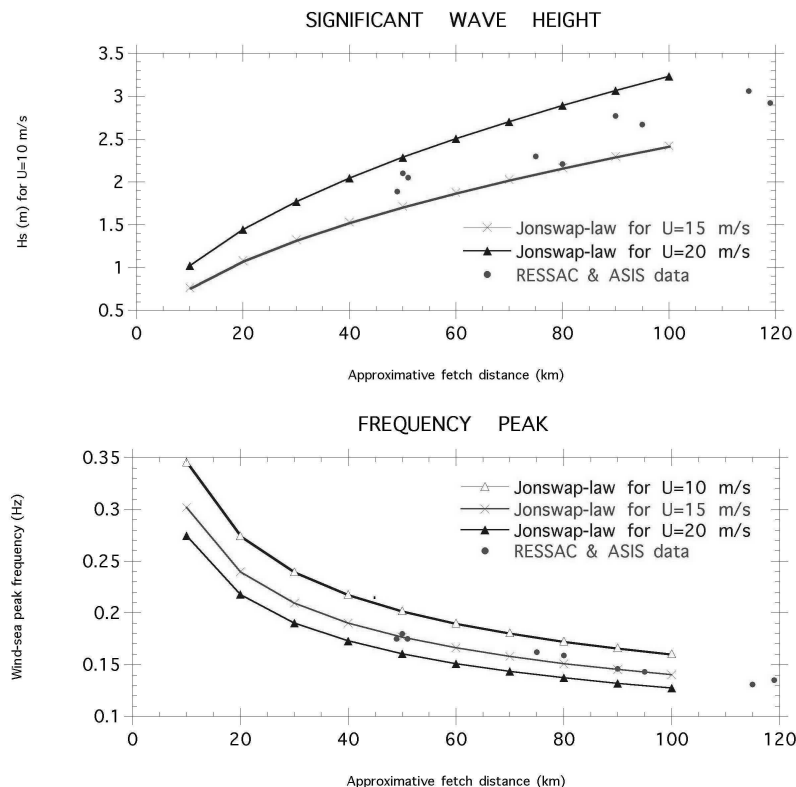 SIGNIFICANT WAVE HEIGHT
3.5
3
2.5
2
1.5
1
0.5
Hs (m) for U=10 m/s
Jonswap-law for U=15 m/s
Jonswap-law for U=20 m/s
RESSAC & ASIS data
0 20 40 60 80 100 120
Approximative fetch distance (km)
FREQUENCY PEAK
0.35
0.3
0.25
0.2
0.15
0.1
Wind-sea peak frequency (Hz)
Jonswap-law for U=10 m/s
Jonswap-law for U=15 m/s
Jonswap-law for U=20 m/s
RESSAC & ASIS data
0 20 40 60 80 100 120
Approximative fetch distance (km)